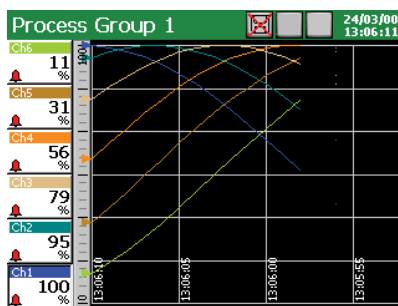 Process Group 1
24/03/00
13:06:11
Ch6
11
%
Ch5
31
%
Ch4
56
%
Ch3
79
%
Ch2
95
%
Ch1
100
%
100
10
13:06:10
13:06:05
13:06:00
13:05:55